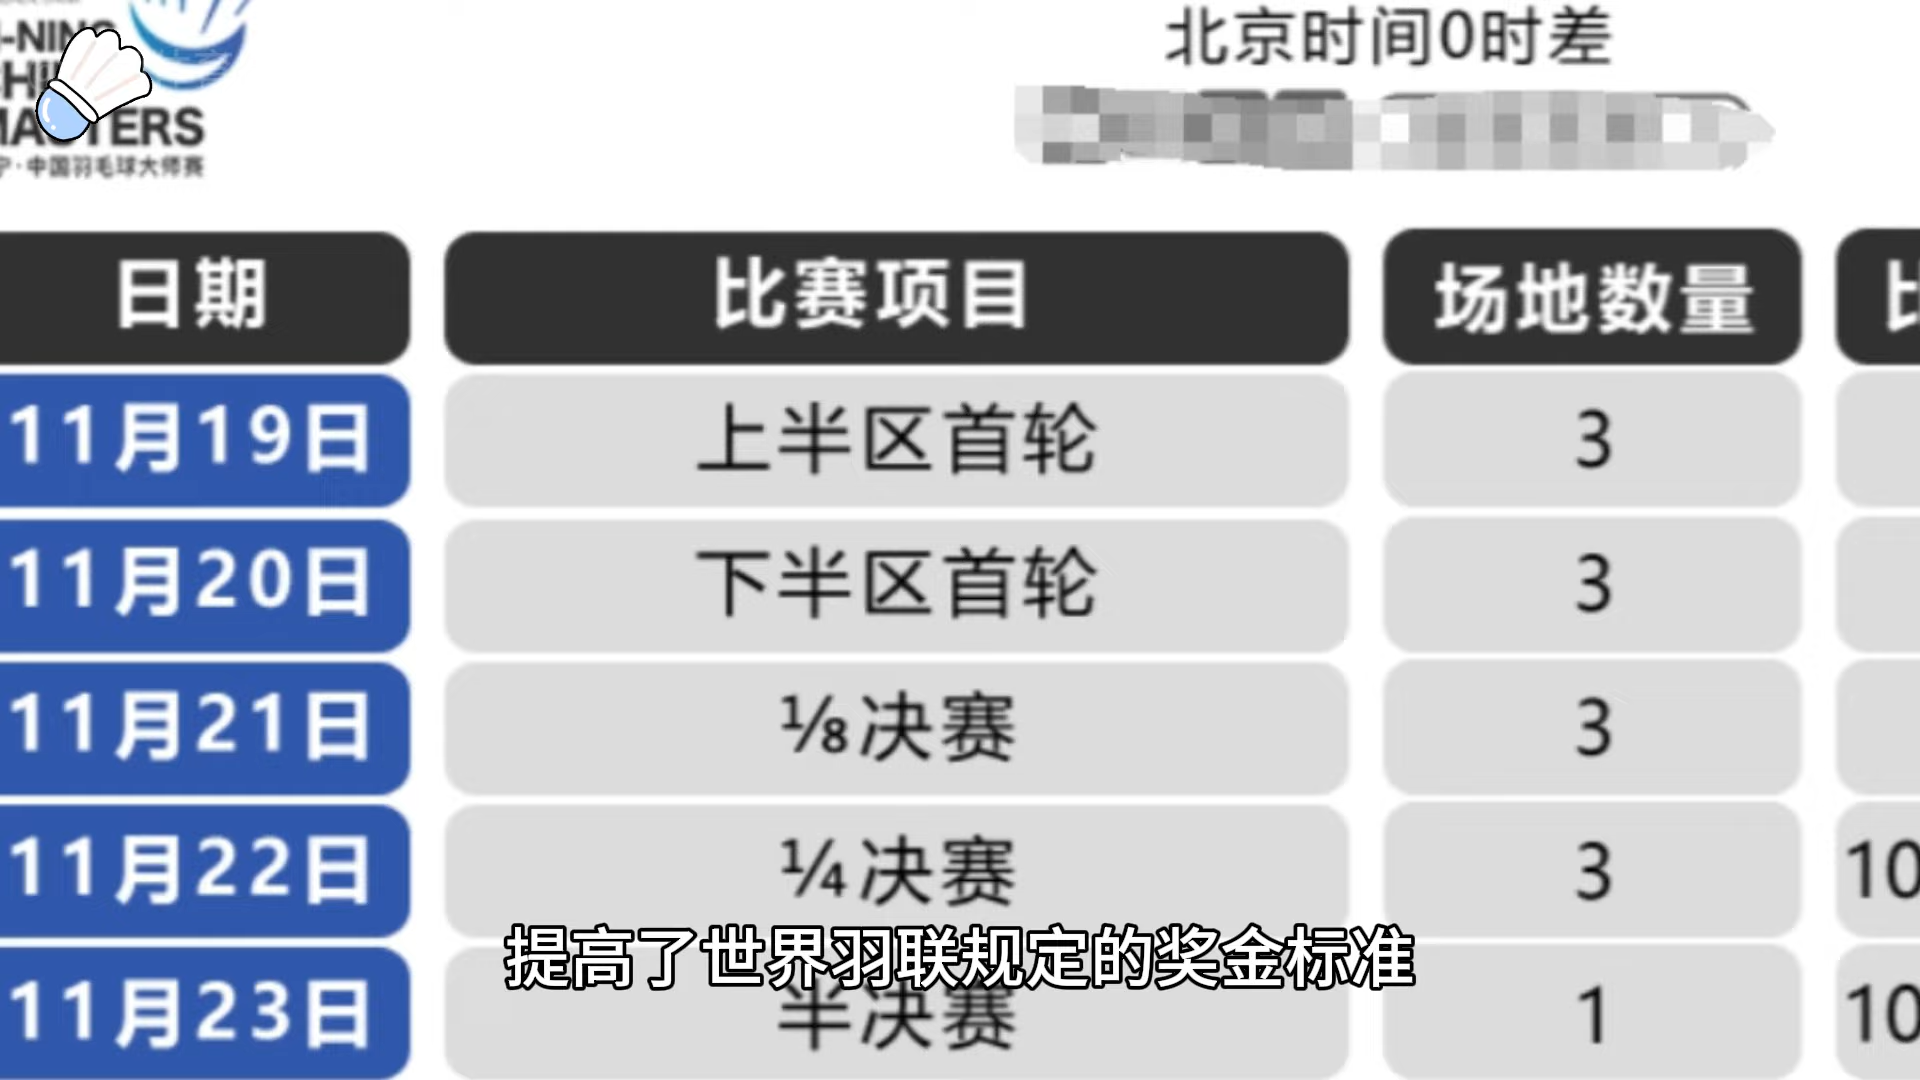 北京时间0时差
-NING
MASTERS
·中国羽毛球大师赛
日期 比赛项目 场地数量 比
11月19日 上半区首轮 3
11月20日 下半区首轮 3
11月21日 ⅛决赛 3
11月22日 ¼决赛 3 10
提高了世界羽联规定的奖金标准
11月23日 半决赛 1 10